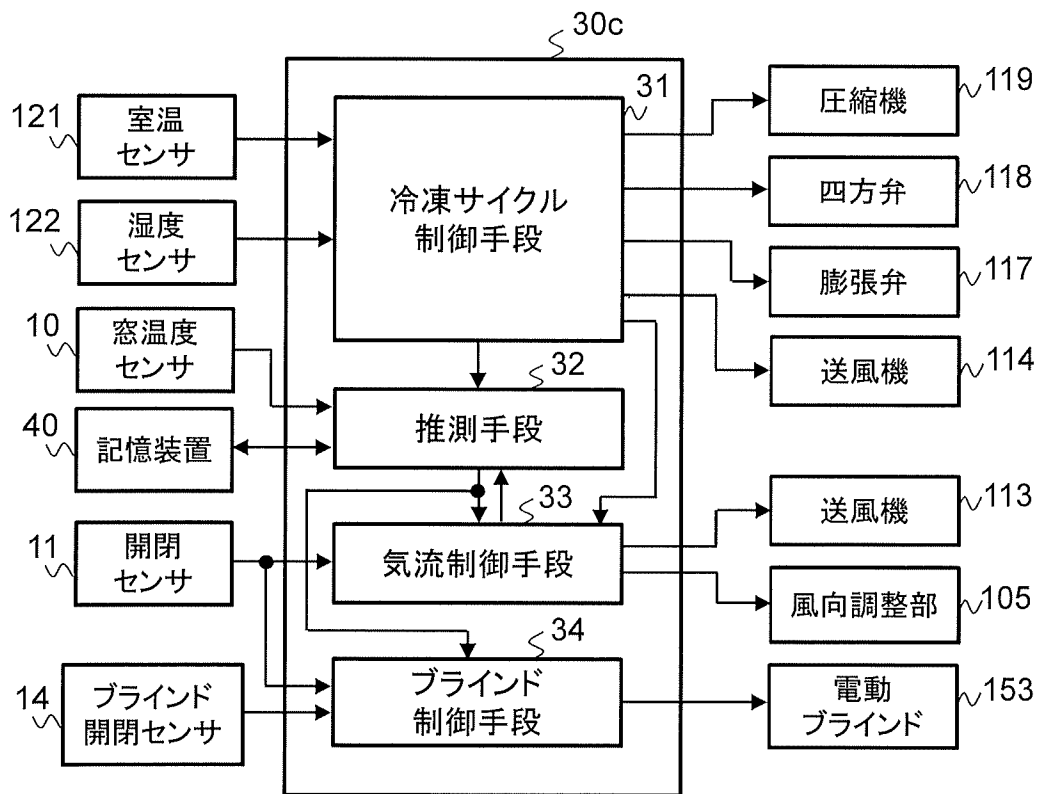 30c
121
室温
センサ
122
湿度
センサ
10
窓温度
センサ
40
記憶装置
11
開閉
センサ
14
ブラインド
開閉センサ
31
冷凍サイクル
制御手段
32
推測手段
33
気流制御手段
34
ブラインド
制御手段
圧縮機
119
四方弁
118
膨張弁
117
送風機
114
送風機
113
風向調整部
105
電動
ブラインド
153